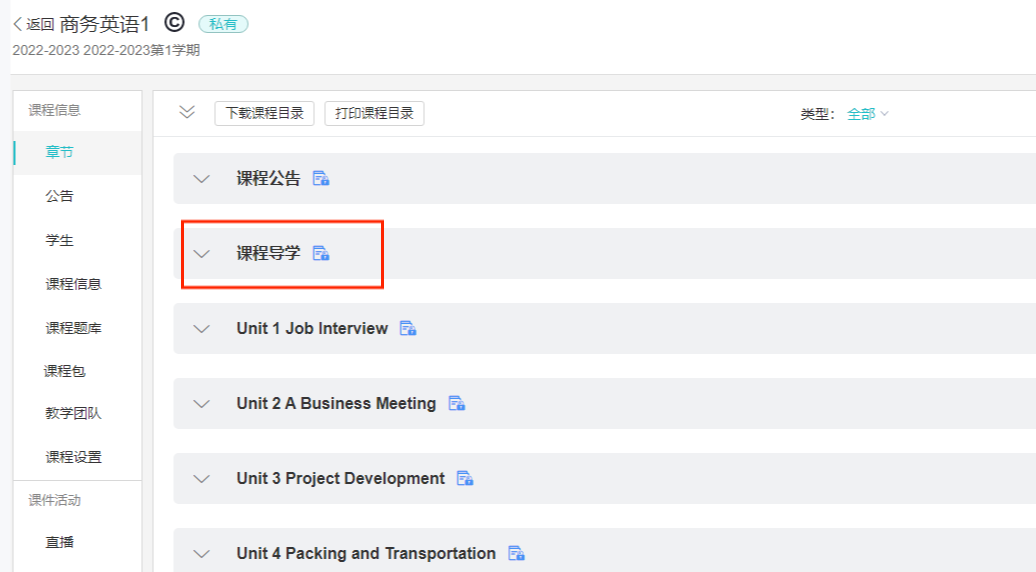 返回 商务英语1 © 私有
2022-2023 2022-2023第1学期
课程信息
章节
公告
学生
课程信息
课程题库
课程包
教学团队
课程设置
课件活动
直播
下载课程目录 打印课程目录 类型： 全部
课程公告
课程导学
Unit 1 Job Interview
Unit 2 A Business Meeting
Unit 3 Project Development
Unit 4 Packing and Transportation